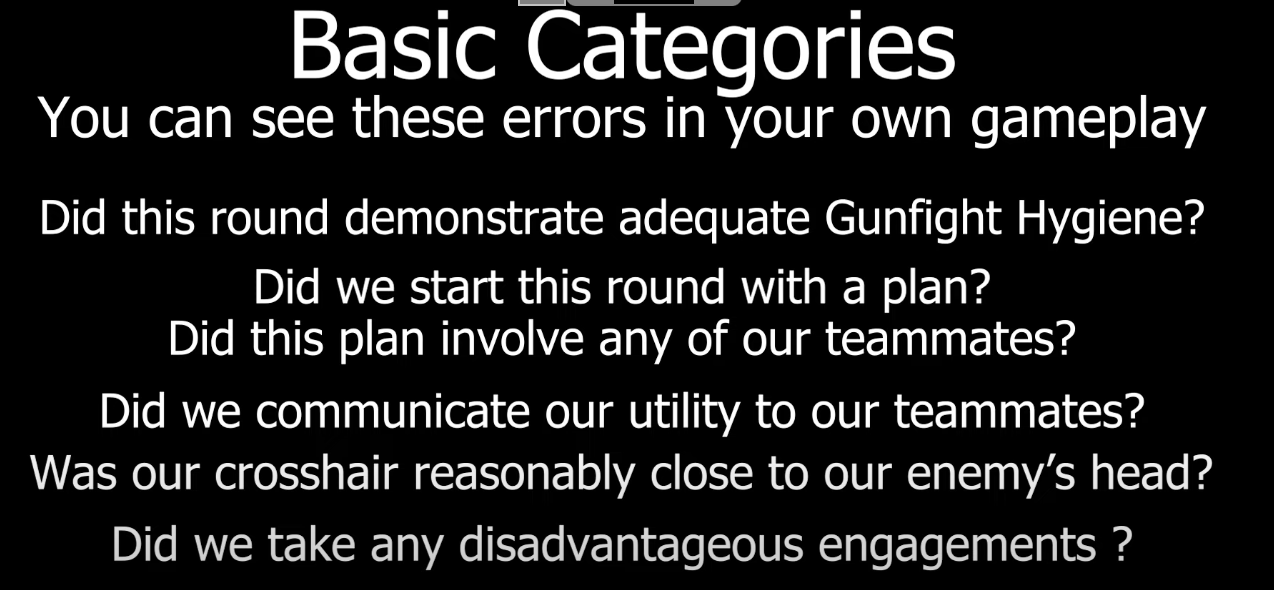 Basic Categories
You can see these errors in your own gameplay
Did this round demonstrate adequate Gunfight Hygiene?
Did we start this round with a plan?
Did this plan involve any of our teammates?
Did we communicate our utility to our teammates?
Was our crosshair reasonably close to our enemy’s head?
Did we take any disadvantageous engagements ?